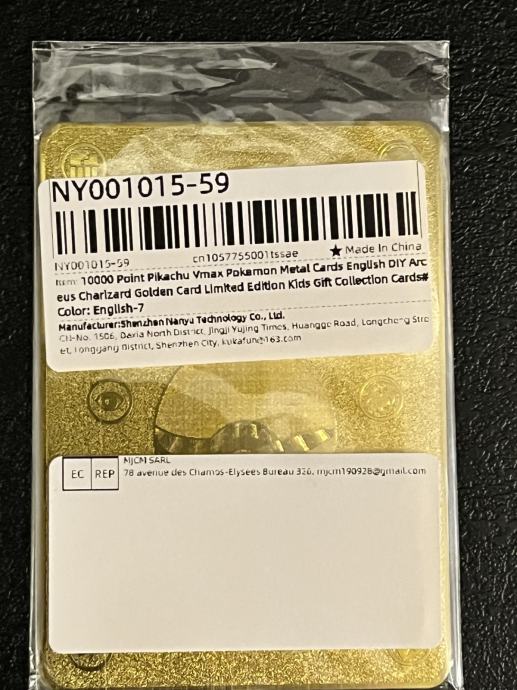 NY001015-59
NY001015-59
cn1057755001tssae
★ Made In China
Item: 10000 Point Pikachu Vmax Pokemon Metal Cards English DIY Arc
eus Charizard Golden Card Limited Edition Kids Gift Collection Cards#
Color: English-7
Manufacturer:Shenzhen Nanyu Technology Co., Ltd.
CH-No. 1506, Daxia North District, Jingji Yujing Times, Huangge Road, Longcheng Stre
et, Longgang District, Shenzhen City, kukafun@163.com
EC REP
MJCM SARL
78 avenue des Champs-Elysees Bureau 326, mjcm190928@gmail.com